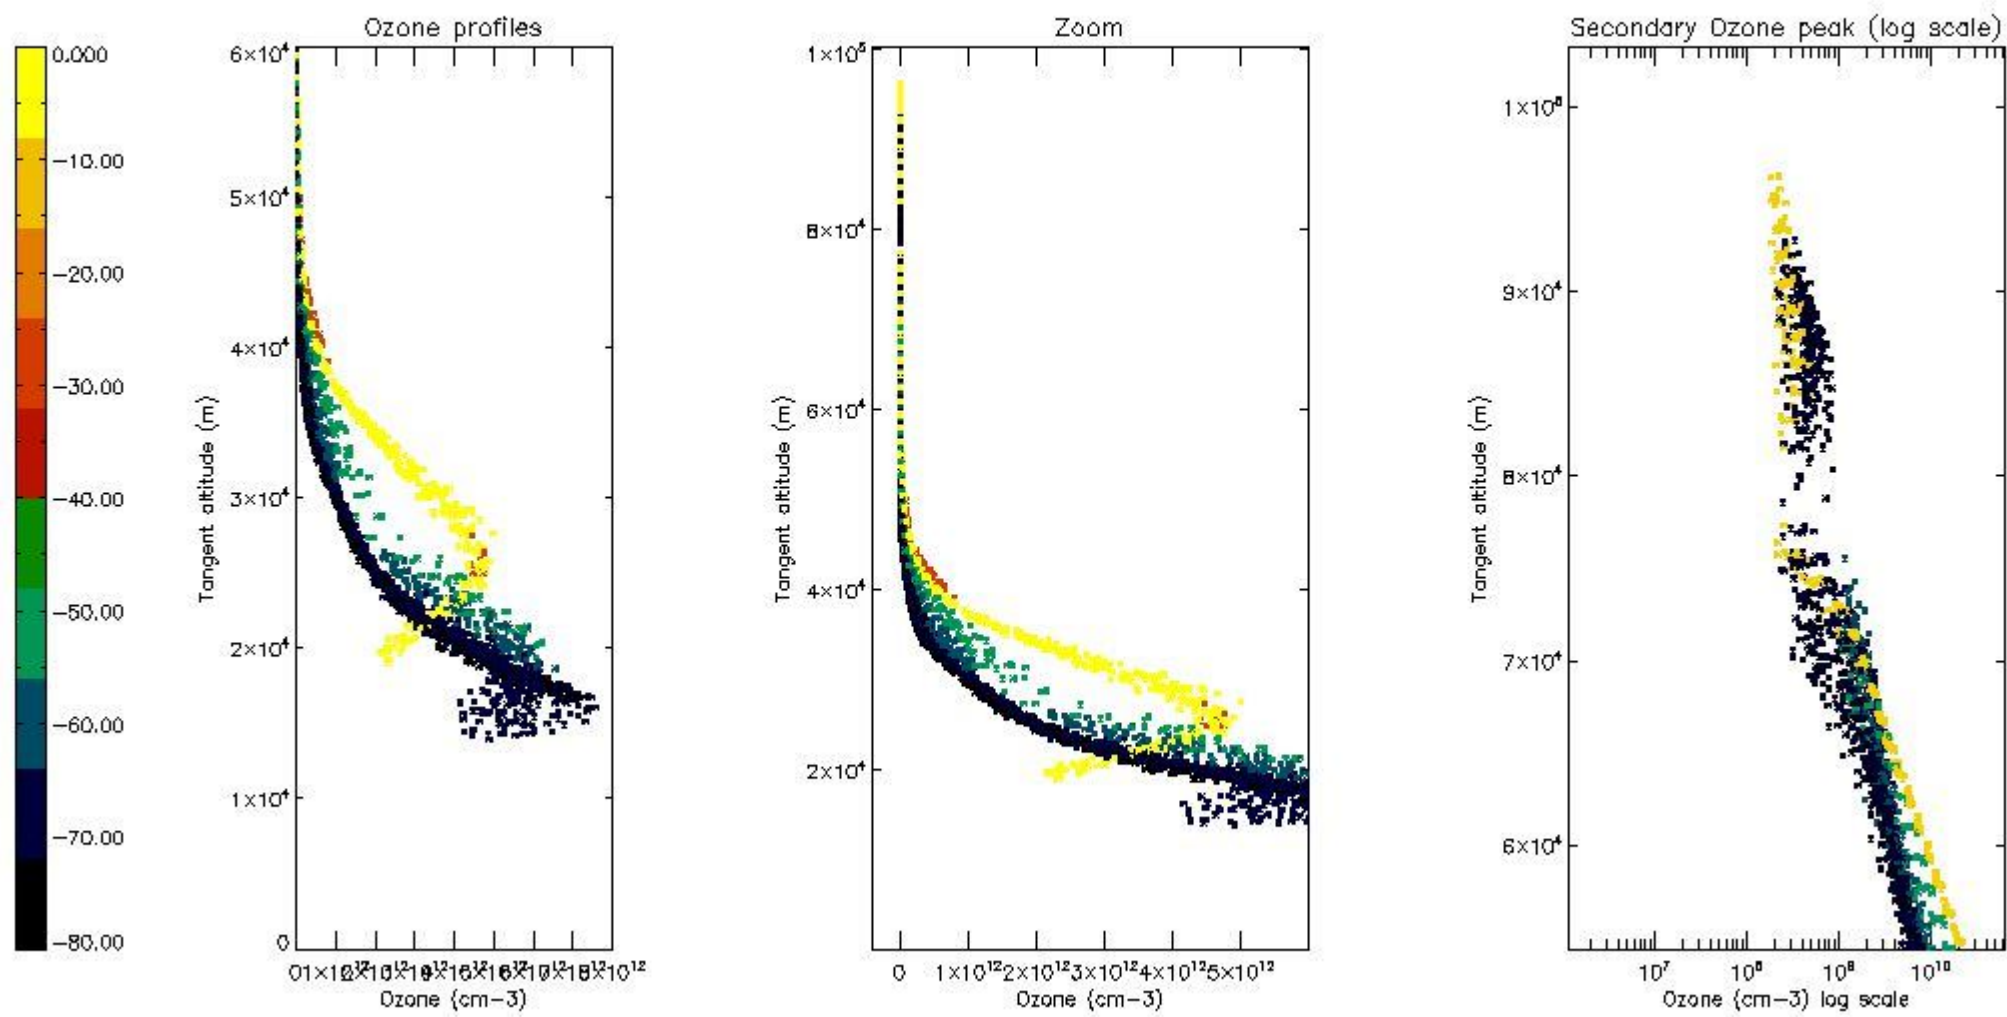 Ozone profiles
Zoom
Secondary Ozone peak (log scale)
0.000
−10.00
−20.00
−30.00
−40.00
−50.00
−60.00
−70.00
−80.00
6×10⁴
5×10⁴
4×10⁴
3×10⁴
2×10⁴
1×10⁴
0
Tangent altitude (m)
Ozone (cm−3)
1×10⁵
8×10⁴
6×10⁴
4×10⁴
2×10⁴
Tangent altitude (m)
0 1×10¹² 2×10¹² 3×10¹² 4×10¹² 5×10¹²
Ozone (cm−3)
9×10⁴
8×10⁴
7×10⁴
6×10⁴
Tangent altitude (m)
10⁷ 10⁸ 10⁹ 10¹⁰
Ozone (cm−3) log scale